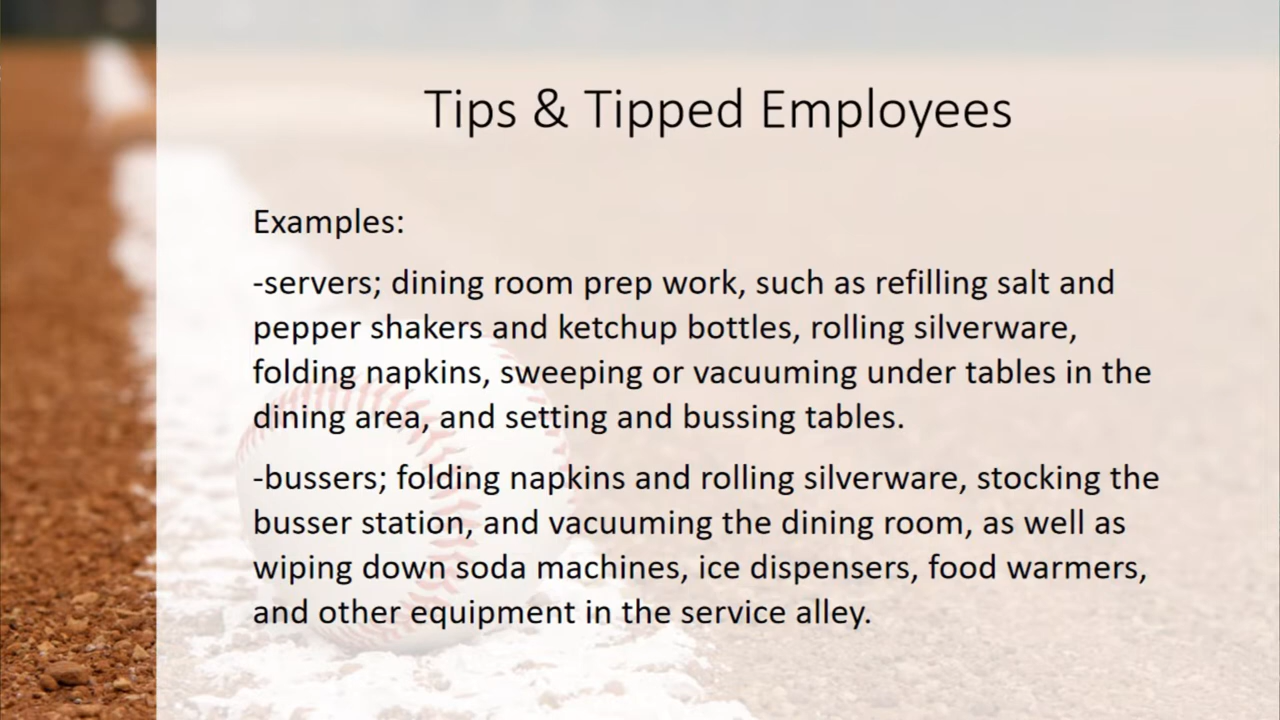 Tips & Tipped Employees
Examples:
-servers; dining room prep work, such as refilling salt and
pepper shakers and ketchup bottles, rolling silverware,
folding napkins, sweeping or vacuuming under tables in the
dining area, and setting and bussing tables.
-bussers; folding napkins and rolling silverware, stocking the
busser station, and vacuuming the dining room, as well as
wiping down soda machines, ice dispensers, food warmers,
and other equipment in the service alley.